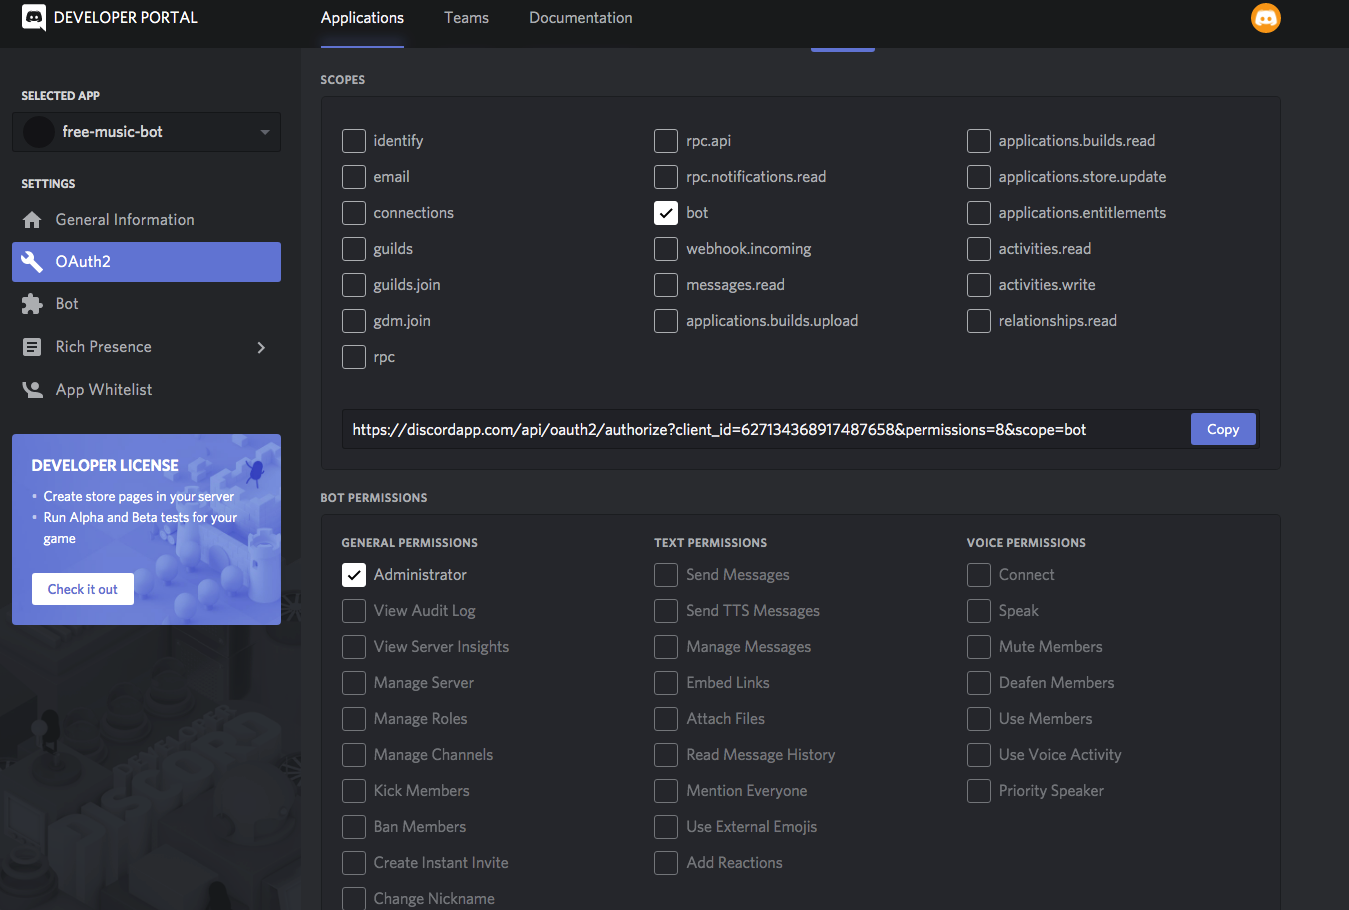 DEVELOPER PORTAL
Applications
Teams
Documentation
SELECTED APP
free-music-bot
SETTINGS
General Information
OAuth2
Bot
Rich Presence
App Whitelist
DEVELOPER LICENSE
• Create store pages in your server
• Run Alpha and Beta tests for your
game
Check it out
SCOPES
identify
email
connections
guilds
guilds.join
gdm.join
rpc
rpc.api
rpc.notifications.read
bot
webhook.incoming
messages.read
applications.builds.upload
applications.builds.read
applications.store.update
applications.entitlements
activities.read
activities.write
relationships.read
https://discordapp.com/api/oauth2/authorize?client_id=627134368917487658&permissions=8&scope=bot
Copy
BOT PERMISSIONS
GENERAL PERMISSIONS
Administrator
View Audit Log
View Server Insights
Manage Server
Manage Roles
Manage Channels
Kick Members
Ban Members
Create Instant Invite
Change Nickname
TEXT PERMISSIONS
Send Messages
Send TTS Messages
Manage Messages
Embed Links
Attach Files
Read Message History
Mention Everyone
Use External Emojis
Add Reactions
VOICE PERMISSIONS
Connect
Speak
Mute Members
Deafen Members
Use Members
Use Voice Activity
Priority Speaker